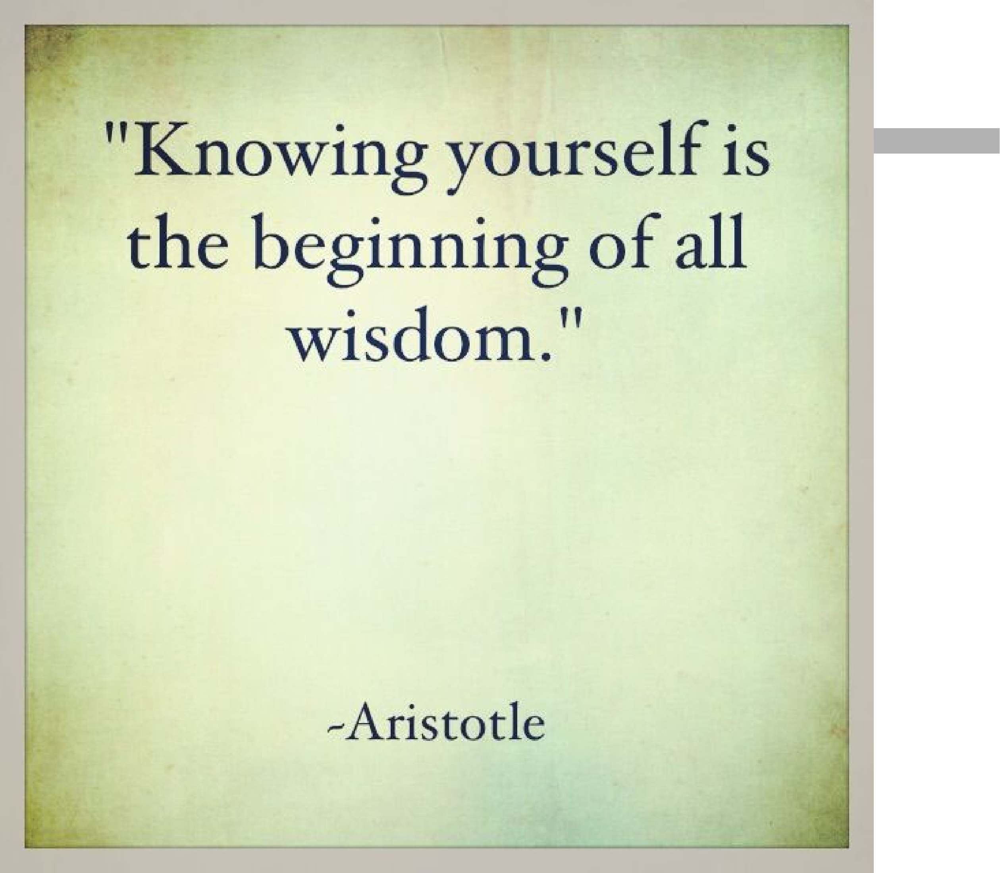 "Knowing yourself is
the beginning of all
wisdom."
~Aristotle